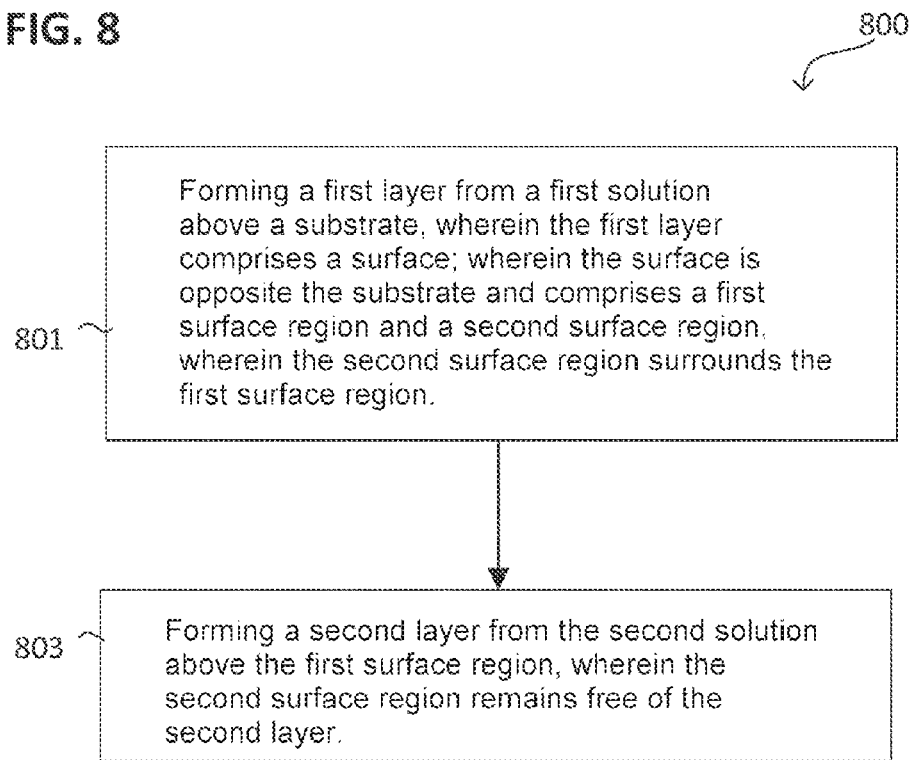 FIG. 8
800
801
Forming a first layer from a first solution
above a substrate, wherein the first layer
comprises a surface; wherein the surface is
opposite the substrate and comprises a first
surface region and a second surface region,
wherein the second surface region surrounds the
first surface region.
803
Forming a second layer from the second solution
above the first surface region, wherein the
second surface region remains free of the
second layer.